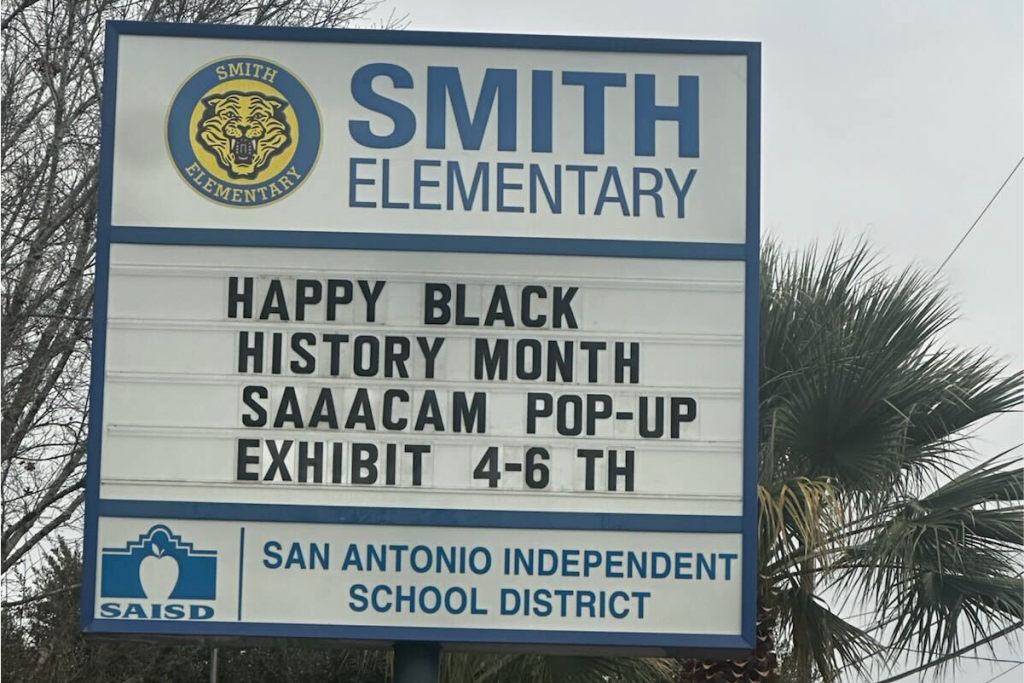 SMITH
ELEMENTARY
SMITH
ELEMENTARY
HAPPY BLACK
HISTORY MONTH
SAAACAM POP-UP
EXHIBIT 4-6 TH
SAISD
SAN ANTONIO INDEPENDENT
SCHOOL DISTRICT